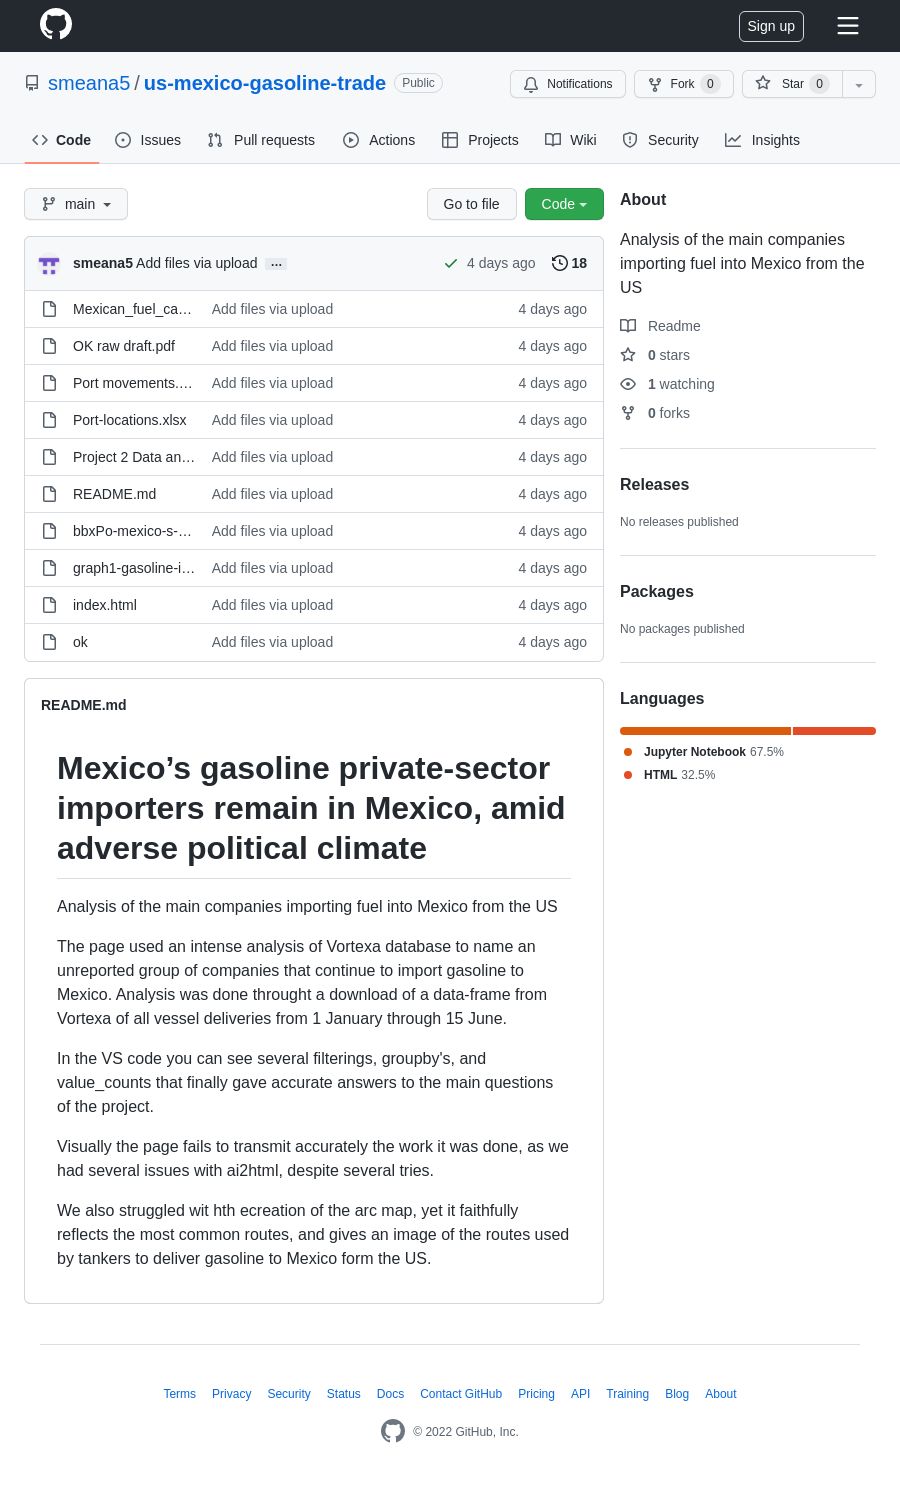 Sign up
smeana5 / us-mexico-gasoline-trade Public
Notifications Fork 0 Star 0
Code Issues Pull requests Actions Projects Wiki Security Insights
main Go to file Code
smeana5 Add files via upload ... 4 days ago 18
Mexican_fuel_ca… Add files via upload 4 days ago
OK raw draft.pdf Add files via upload 4 days ago
Port movements.… Add files via upload 4 days ago
Port-locations.xlsx Add files via upload 4 days ago
Project 2 Data an… Add files via upload 4 days ago
README.md Add files via upload 4 days ago
bbxPo-mexico-s-… Add files via upload 4 days ago
graph1-gasoline-i… Add files via upload 4 days ago
index.html Add files via upload 4 days ago
ok Add files via upload 4 days ago
README.md
Mexico’s gasoline private-sector
importers remain in Mexico, amid
adverse political climate
Analysis of the main companies importing fuel into Mexico from the US
The page used an intense analysis of Vortexa database to name an
unreported group of companies that continue to import gasoline to
Mexico. Analysis was done throught a download of a data-frame from
Vortexa of all vessel deliveries from 1 January through 15 June.
In the VS code you can see several filterings, groupby's, and
value_counts that finally gave accurate answers to the main questions
of the project.
Visually the page fails to transmit accurately the work it was done, as we
had several issues with ai2html, despite several tries.
We also struggled wit hth ecreation of the arc map, yet it faithfully
reflects the most common routes, and gives an image of the routes used
by tankers to deliver gasoline to Mexico form the US.
About
Analysis of the main companies
importing fuel into Mexico from the
US
Readme
0 stars
1 watching
0 forks
Releases
No releases published
Packages
No packages published
Languages
Jupyter Notebook 67.5%
HTML 32.5%
Terms Privacy Security Status Docs Contact GitHub Pricing API Training Blog About
© 2022 GitHub, Inc.